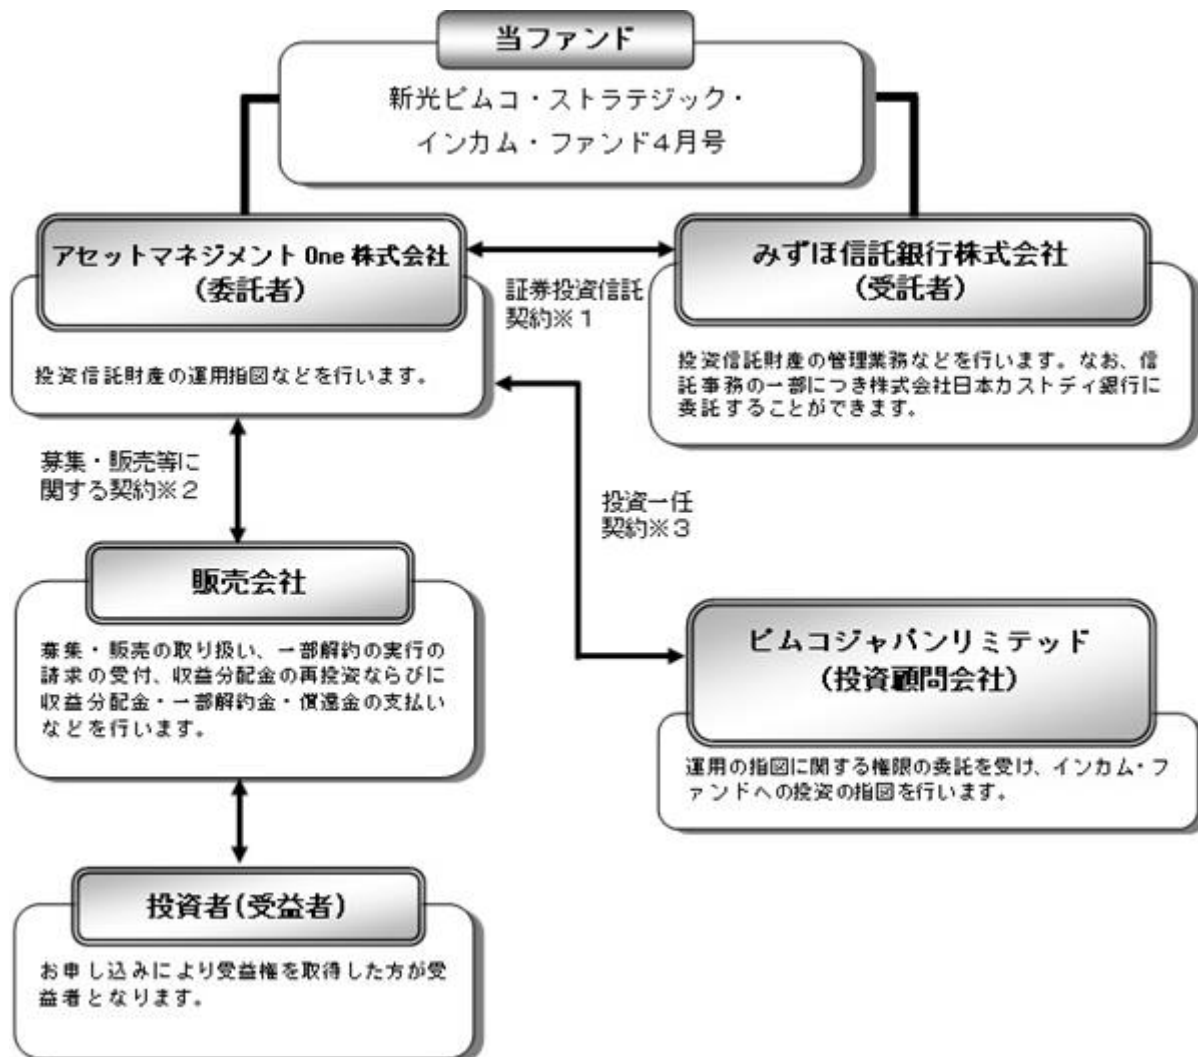 当ファンド
新光ピムコ・ストラテジック・
インカム・ファンド4月号
アセットマネジメント One 株式会社
（委託者）
投資信託財産の運用指図などを行います。
証券投資信託
契約※１
みずほ信託銀行株式会社
（受託者）
投資信託財産の管理業務などを行います。なお、信
託事務の一部につき株式会社日本カストディ銀行に
委託することができます。
募集・販売等に
関する契約※２
投資一任
契約※３
販売会社
募集・販売の取り扱い、一部解約の実行の
請求の受付、収益分配金の再投資ならびに
収益分配金・一部解約金・償還金の支払い
などを行います。
ピムコジャパンリミテッド
（投資顧問会社）
運用の指図に関する権限の委託を受け、インカム・フ
ァンドへの投資の指図を行います。
投資者（受益者）
お申し込みにより受益権を取得した方が受
益者となります。